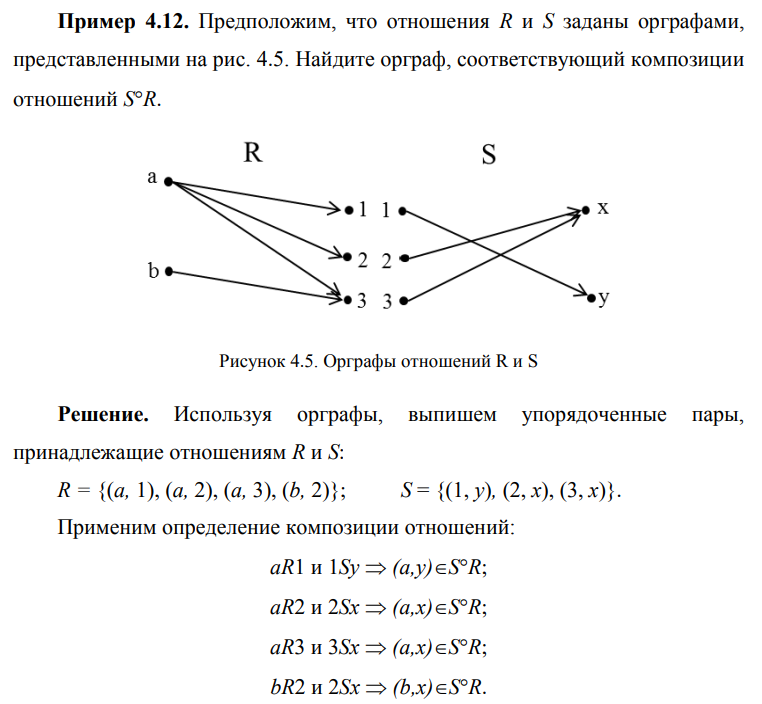 Пример 4.12. Предположим, что отношения R и S заданы орграфами,
представленными на рис. 4.5. Найдите орграф, соответствующий композиции
отношений S°R.
R S
a 1 1 x
b 2 2
3 3 y
Рисунок 4.5. Орграфы отношений R и S
Решение. Используя орграфы, выпишем упорядоченные пары,
принадлежащие отношениям R и S:
R = {(a, 1), (a, 2), (a, 3), (b, 2)}; S = {(1, y), (2, x), (3, x)}.
Применим определение композиции отношений:
aR1 и 1Sy ⇒ (a,y)∈S°R;
aR2 и 2Sx ⇒ (a,x)∈S°R;
aR3 и 3Sx ⇒ (a,x)∈S°R;
bR2 и 2Sx ⇒ (b,x)∈S°R.